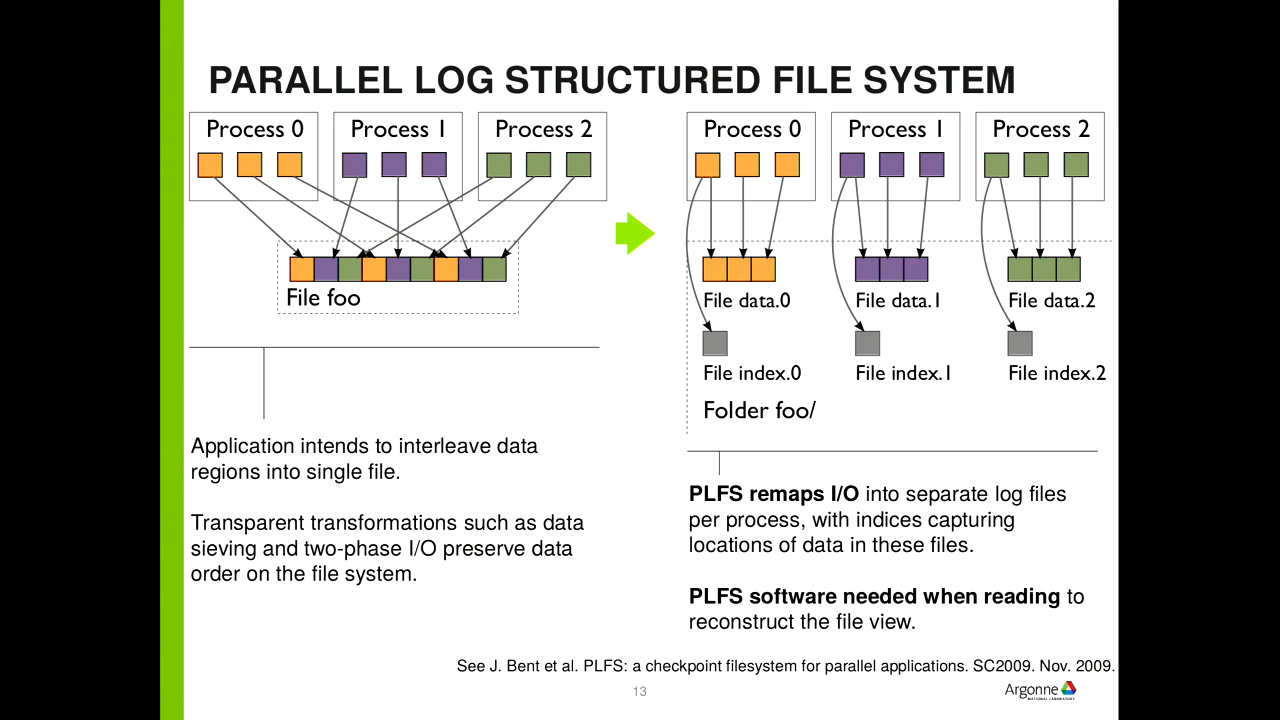 PARALLEL LOG STRUCTURED FILE SYSTEM
Process 0
Process 1
Process 2
File foo
Process 0
Process 1
Process 2
File data.0
File data.1
File data.2
File index.0
File index.1
File index.2
Folder foo/
Application intends to interleave data
regions into single file.
Transparent transformations such as data
sieving and two-phase I/O preserve data
order on the file system.
PLFS remaps I/O into separate log files
per process, with indices capturing
locations of data in these files.
PLFS software needed when reading to
reconstruct the file view.
See J. Bent et al. PLFS: a checkpoint filesystem for parallel applications. SC2009. Nov. 2009.
13
Argonne
NATIONAL LABORATORY